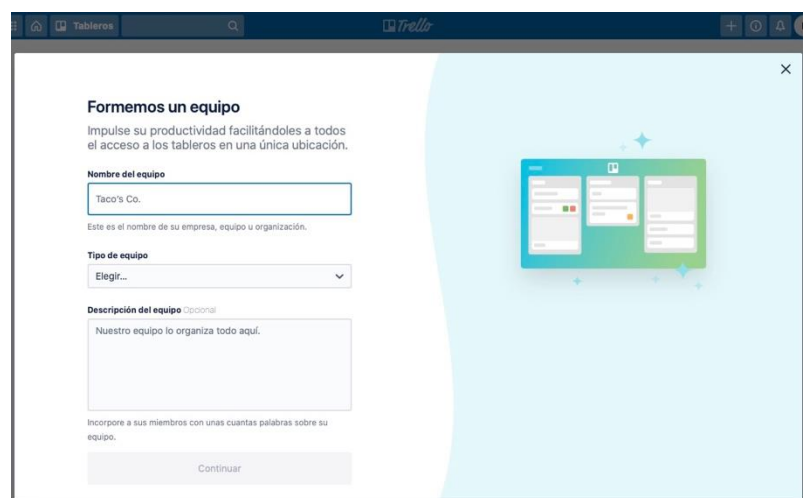 Tableros
Trello
Formemos un equipo
Impulse su productividad facilitándoles a todos
el acceso a los tableros en una única ubicación.
Nombre del equipo
Taco's Co.
Este es el nombre de su empresa, equipo u organización.
Tipo de equipo
Elegir...
Descripción del equipo Opcional
Nuestro equipo lo organiza todo aquí.
Incorpore a sus miembros con unas cuantas palabras sobre su
equipo.
Continuar